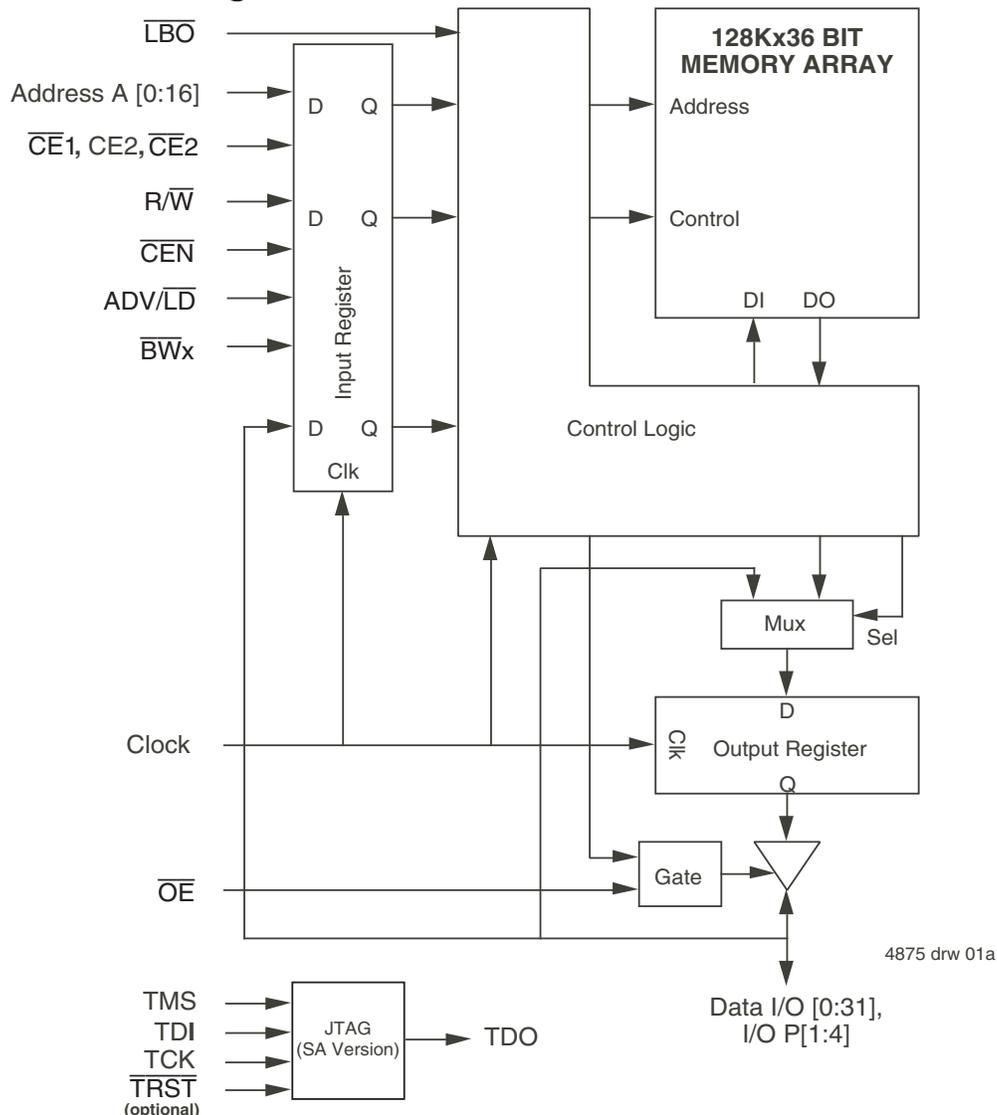 LBO
128Kx36 BIT
MEMORY ARRAY
Address A [0:16]
D Q
Address
CE1, CE2, CE2
R/W
D Q
Control
CEN
Input Register
ADV/LD
DI DO
BWx
D Q
Control Logic
Clk
Mux
Sel
D
Clock
Clk
Output Register
Q
Gate
OE
4875 drw 01a
Data I/O [0:31],
I/O P[1:4]
TMS
TDI
TCK
TRST
(optional)
JTAG
(SA Version)
TDO